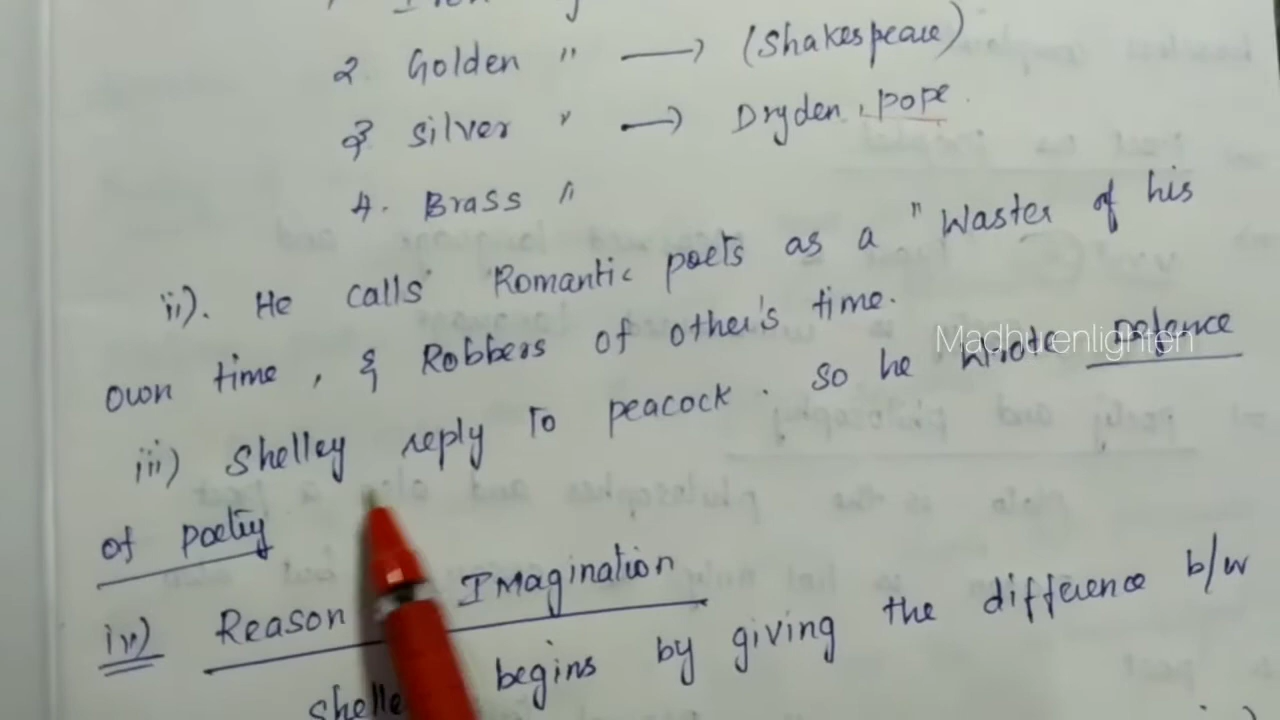 2 Golden " → (Shakespeare)
3 Silver " → Dryden, pope.
4. Brass "
ii). He calls Romantic poets as a " Waster of his
own time, & Robbers of other's time.
iii) Shelley reply to peacock. So he wrote Defence
of poetry
iv) Reason Imagination
begins by giving the difference b/w
Madhuenlighten